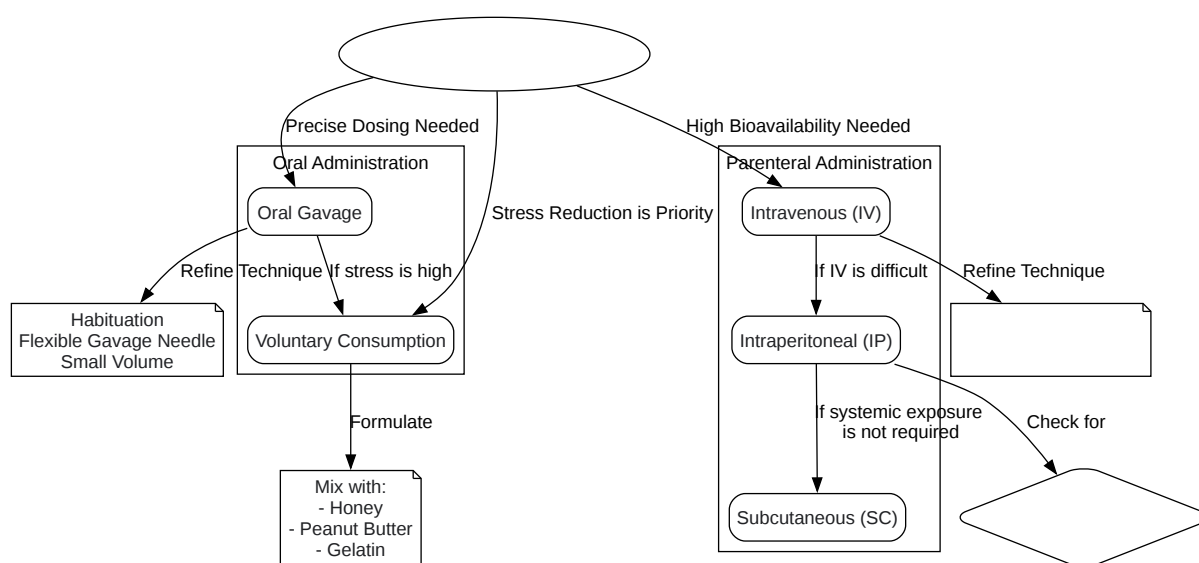 Precise Dosing Needed
High Bioavailability Needed
Oral Administration
Parenteral Administration
Oral Gavage
Stress Reduction is Priority
Intravenous (IV)
Refine Technique
If stress is high
If IV is difficult
Refine Technique
Habituation
Flexible Gavage Needle
Small Volume
Voluntary Consumption
Intraperitoneal (IP)
Formulate
If systemic exposure
is not required
Check for
Mix with:
- Honey
- Peanut Butter
- Gelatin
Subcutaneous (SC)